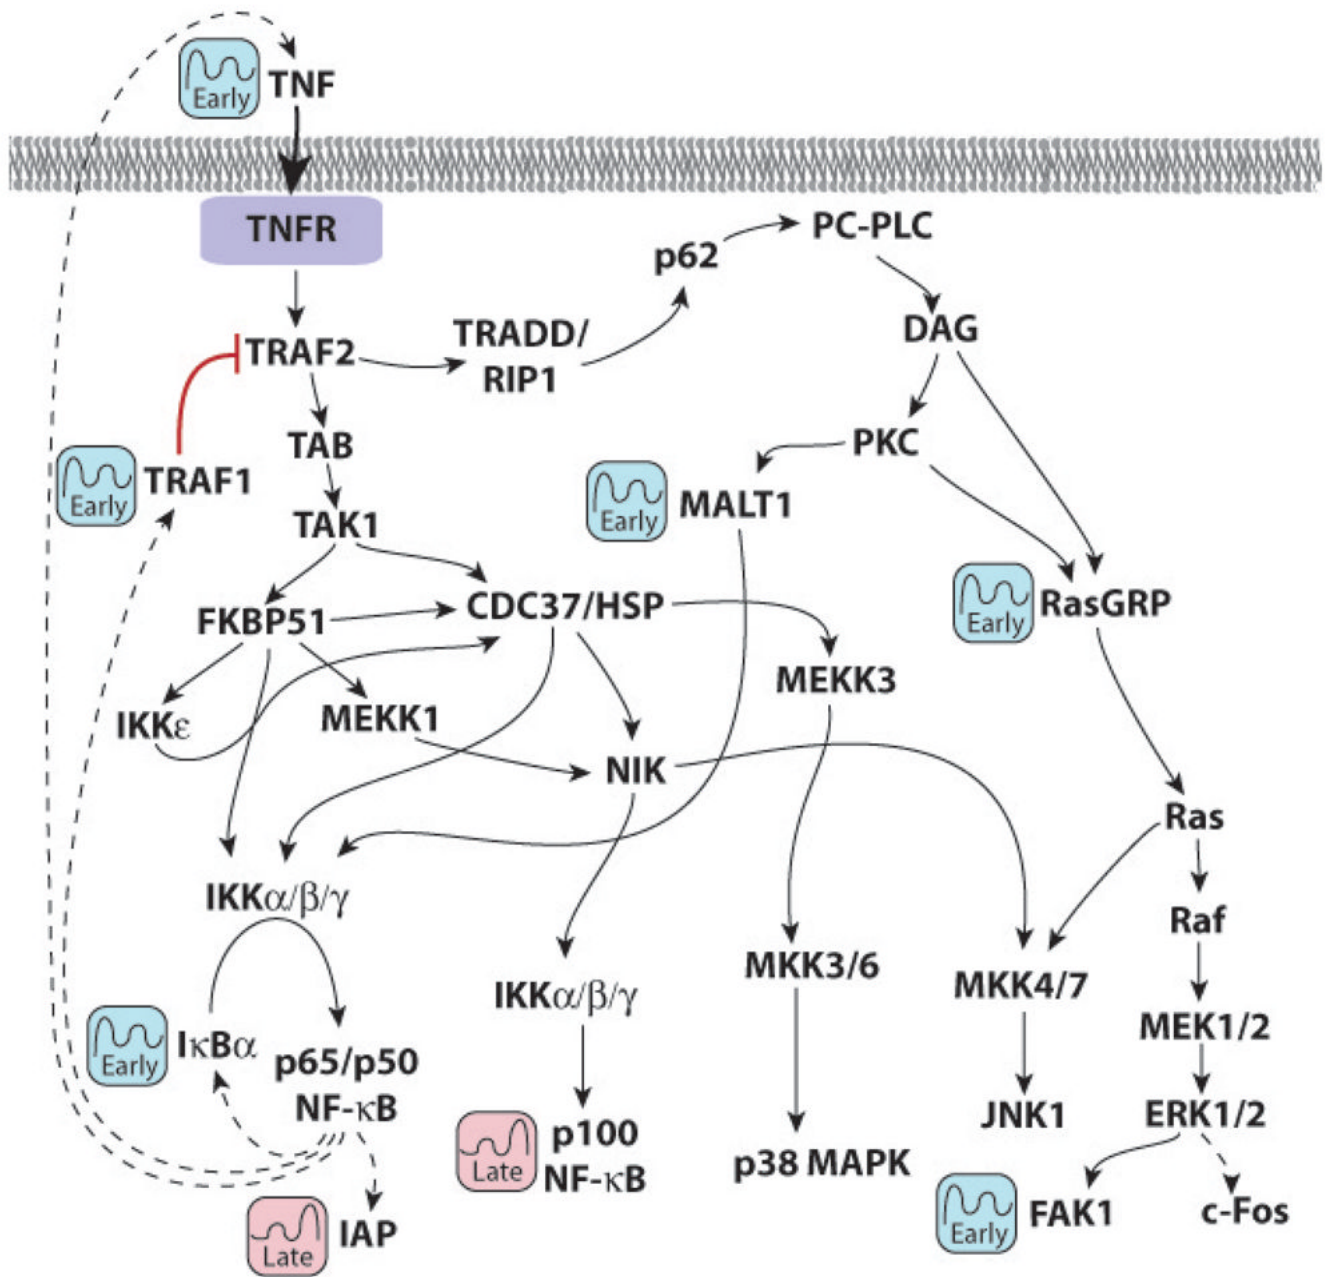 TNF
Early
TNFR
PC-PLC
p62
DAG
TRADD/
RIP1
TRAF2
TAB
PKC
TRAF1
Early
MALT1
Early
TAK1
RasGRP
Early
CDC37/HSP
FKBP51
MEKK3
IKKε
MEKK1
NIK
Ras
IKKα/β/γ
Raf
MKK3/6
MKK4/7
IKKα/β/γ
MEK1/2
IκBα
Early
p65/p50
NF-κB
JNK1
ERK1/2
p100
NF-κB
Late
p38 MAPK
FAK1
Early
c-Fos
IAP
Late